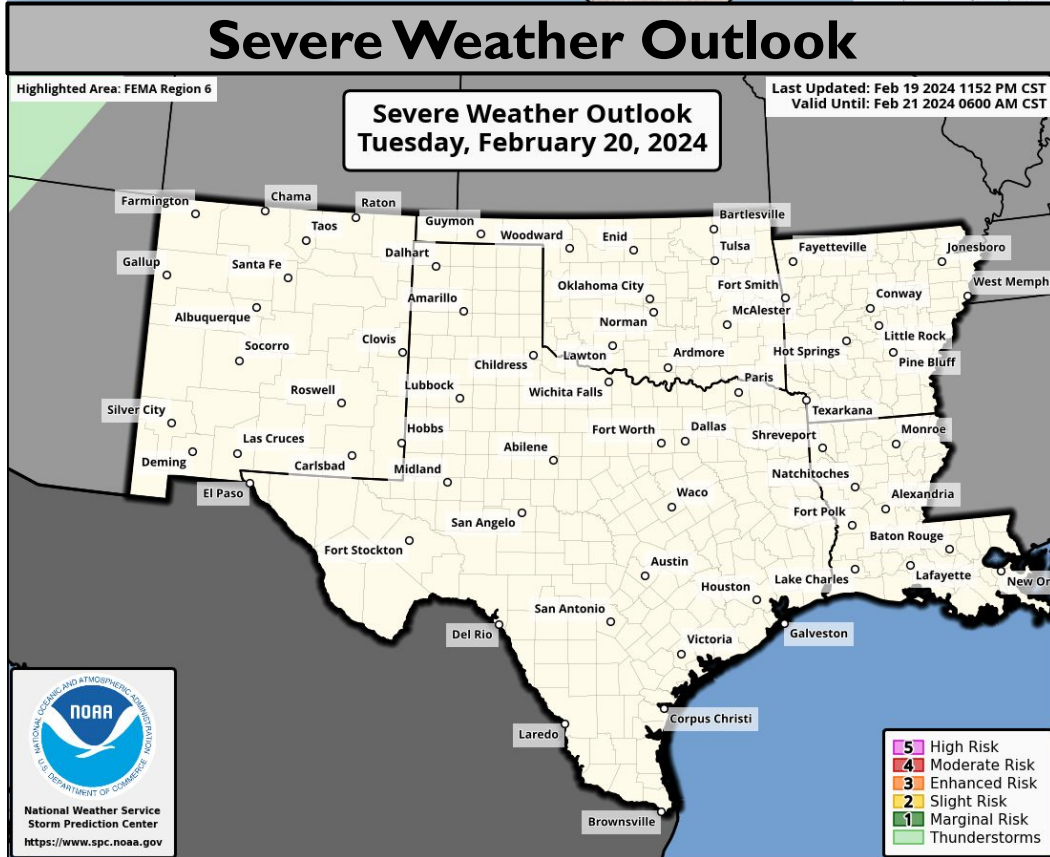 Severe Weather Outlook
Highlighted Area: FEMA Region 6
Last Updated: Feb 19 2024 1152 PM CST
Valid Until: Feb 21 2024 0600 AM CST
Severe Weather Outlook
Tuesday, February 20, 2024
Farmington
Chama
Raton
Taos
Guymon
Woodward
Enid
Bartlesville
Tulsa
Fayetteville
Jonesboro
Gallup
Santa Fe
Dalhart
Oklahoma City
Fort Smith
Conway
West Memph
Albuquerque
Amarillo
Norman
McAlester
Little Rock
Socorro
Clovis
Childress
Lawton
Ardmore
Hot Springs
Pine Bluff
Roswell
Lubbock
Wichita Falls
Paris
Texarkana
Silver City
Las Cruces
Hobbs
Abilene
Fort Worth
Dallas
Shreveport
Monroe
Deming
Carlsbad
Midland
Natchitoches
El Paso
San Angelo
Waco
Alexandria
Fort Polk
Fort Stockton
Baton Rouge
Austin
Houston
Lake Charles
Lafayette
New Or
San Antonio
Del Rio
Victoria
Galveston
Laredo
Corpus Christi
Brownsville
NATIONAL OCEANIC AND ATMOSPHERIC ADMINISTRATION
NOAA
U.S. DEPARTMENT OF COMMERCE
National Weather Service
Storm Prediction Center
https://www.spc.noaa.gov
5 High Risk
4 Moderate Risk
3 Enhanced Risk
2 Slight Risk
1 Marginal Risk
Thunderstorms